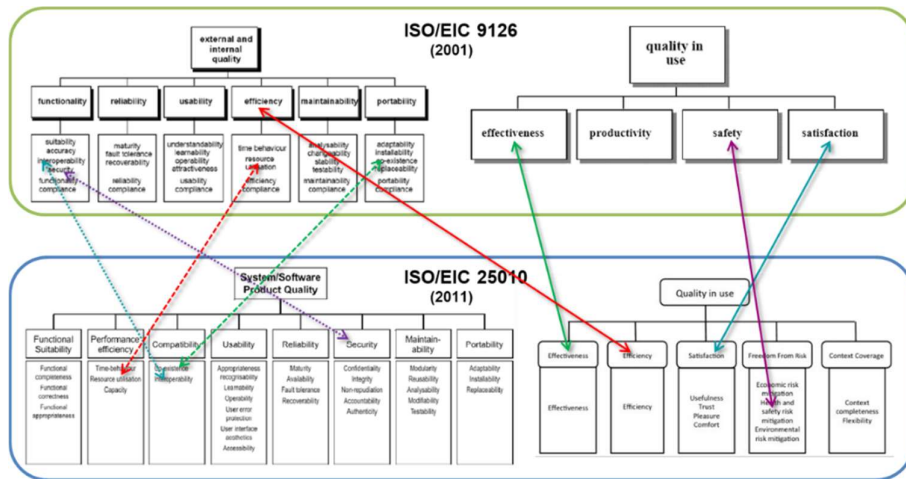 ISO/EIC 9126
(2001)
external and
internal
quality
functionality
reliability
usability
efficiency
maintainability
portability
suitability
accuracy
interoperability
security
functionality
compliance
maturity
fault tolerance
recoverability
reliability
compliance
understandability
learnability
operability
attractiveness
usability
compliance
time behaviour
resource
utilisation
efficiency
compliance
analysability
changeability
stability
testability
maintainability
compliance
adaptability
installability
co-existence
replaceability
portability
compliance
quality in
use
effectiveness
productivity
safety
satisfaction
ISO/EIC 25010
(2011)
System/Software
Product Quality
Functional
Suitability
Performance
efficiency
Compatibility
Usability
Reliability
Security
Maintain-
ability
Portability
Functional
completeness
Functional
correctness
Functional
appropriateness
Time-behaviour
Resource utilisation
Capacity
Co-existence
Interoperability
Appropriateness
recognisability
Learnability
Operability
User error
protection
User interface
aesthetics
Accessibility
Maturity
Availability
Fault tolerance
Recoverability
Confidentiality
Integrity
Non-repudiation
Accountability
Authenticity
Modularity
Reusability
Analysability
Modifiability
Testability
Adaptability
Installability
Replaceability
Quality in use
Effectiveness
Efficiency
Satisfaction
Freedom From Risk
Context Coverage
Effectiveness
Efficiency
Usefulness
Trust
Pleasure
Comfort
Economic risk
mitigation
Health and
safety risk
mitigation
Environmental
risk mitigation
Context
completeness
Flexibility